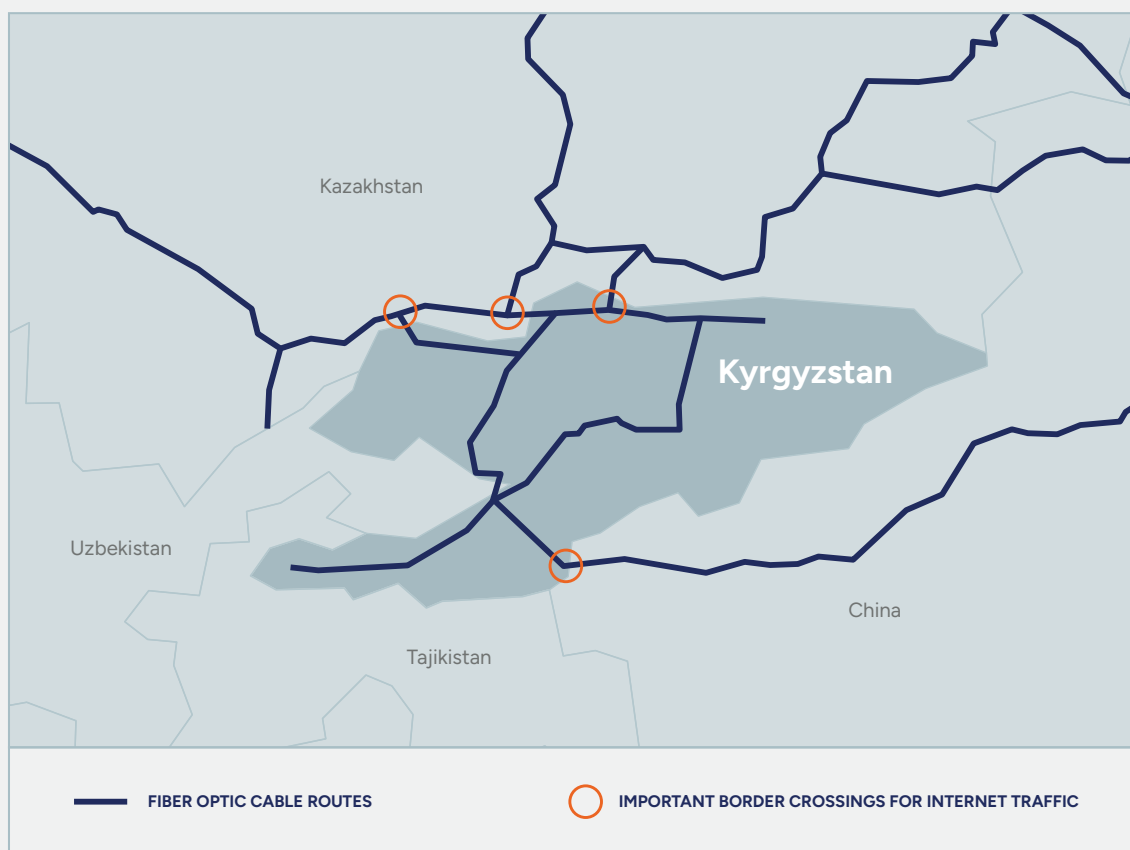 Kazakhstan
Kyrgyzstan
Uzbekistan
China
Tajikistan
FIBER OPTIC CABLE ROUTES
IMPORTANT BORDER CROSSINGS FOR INTERNET TRAFFIC